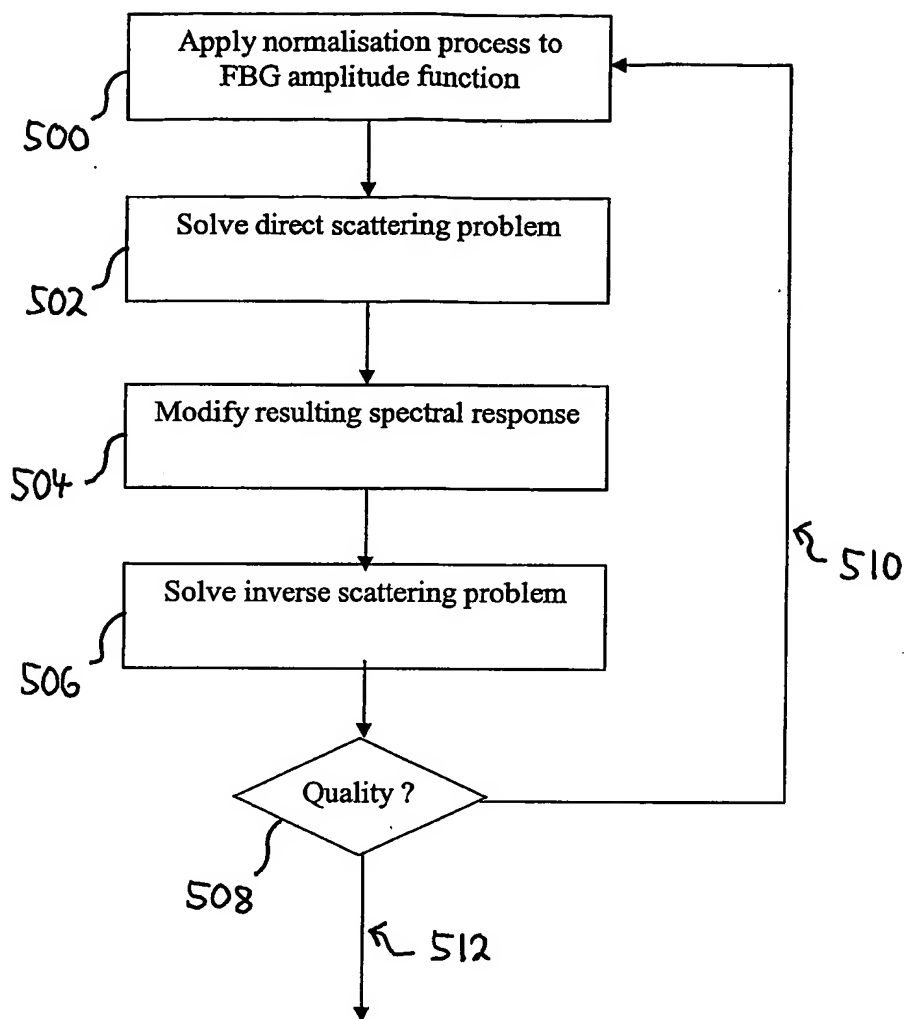 Apply normalisation process to
FBG amplitude function
500
Solve direct scattering problem
502
Modify resulting spectral response
504
510
Solve inverse scattering problem
506
Quality ?
508
512